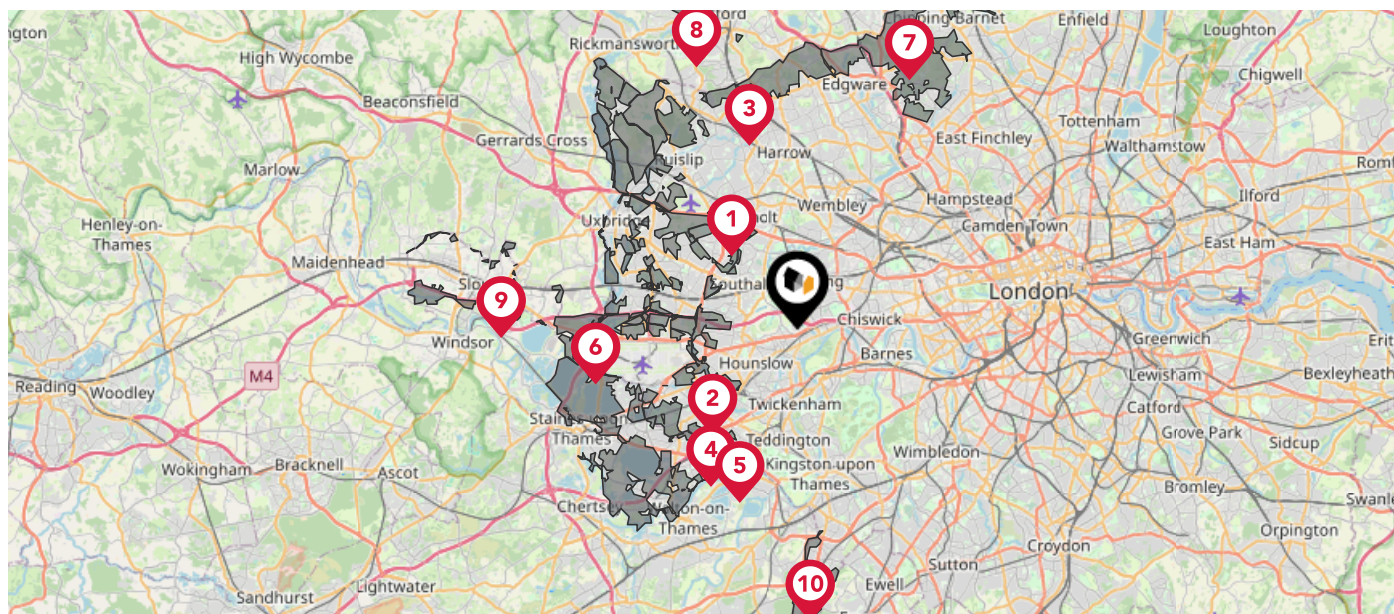 Chipping Barnet
Enfield
Loughton
8
ford
7
Rickmansworth
High Wycombe
Chigwell
Edgware
Beaconsfield
3
Tottenham
East Finchley
Gerrards Cross
Walthamstow
Harrow
Ruislip
Romf
Marlow
Ilford
Hampstead
Wembley
1
olt
Uxbridge
Camden Town
Henley-on-
Thames
East Ham
Maidenhead
Slou
Southall
ng
London
9
Chiswick
Windsor
6
Greenwich
Erit
Barnes
Hounslow
M4
Reading
Woodley
Lewisham
Bexleyheath
2
Twickenham
Catford
Staines-upon-
Thames
Grove Park
Teddington
Sidcup
4
5
Wimbledon
Wokingham
Bracknell
Ascot
Kingston upon
Thames
Bromley
Swanle
Chertse
on-on-
Thames
Orpington
Croydon
Sutton
Lightwater
10
Ewell
Sandhurst